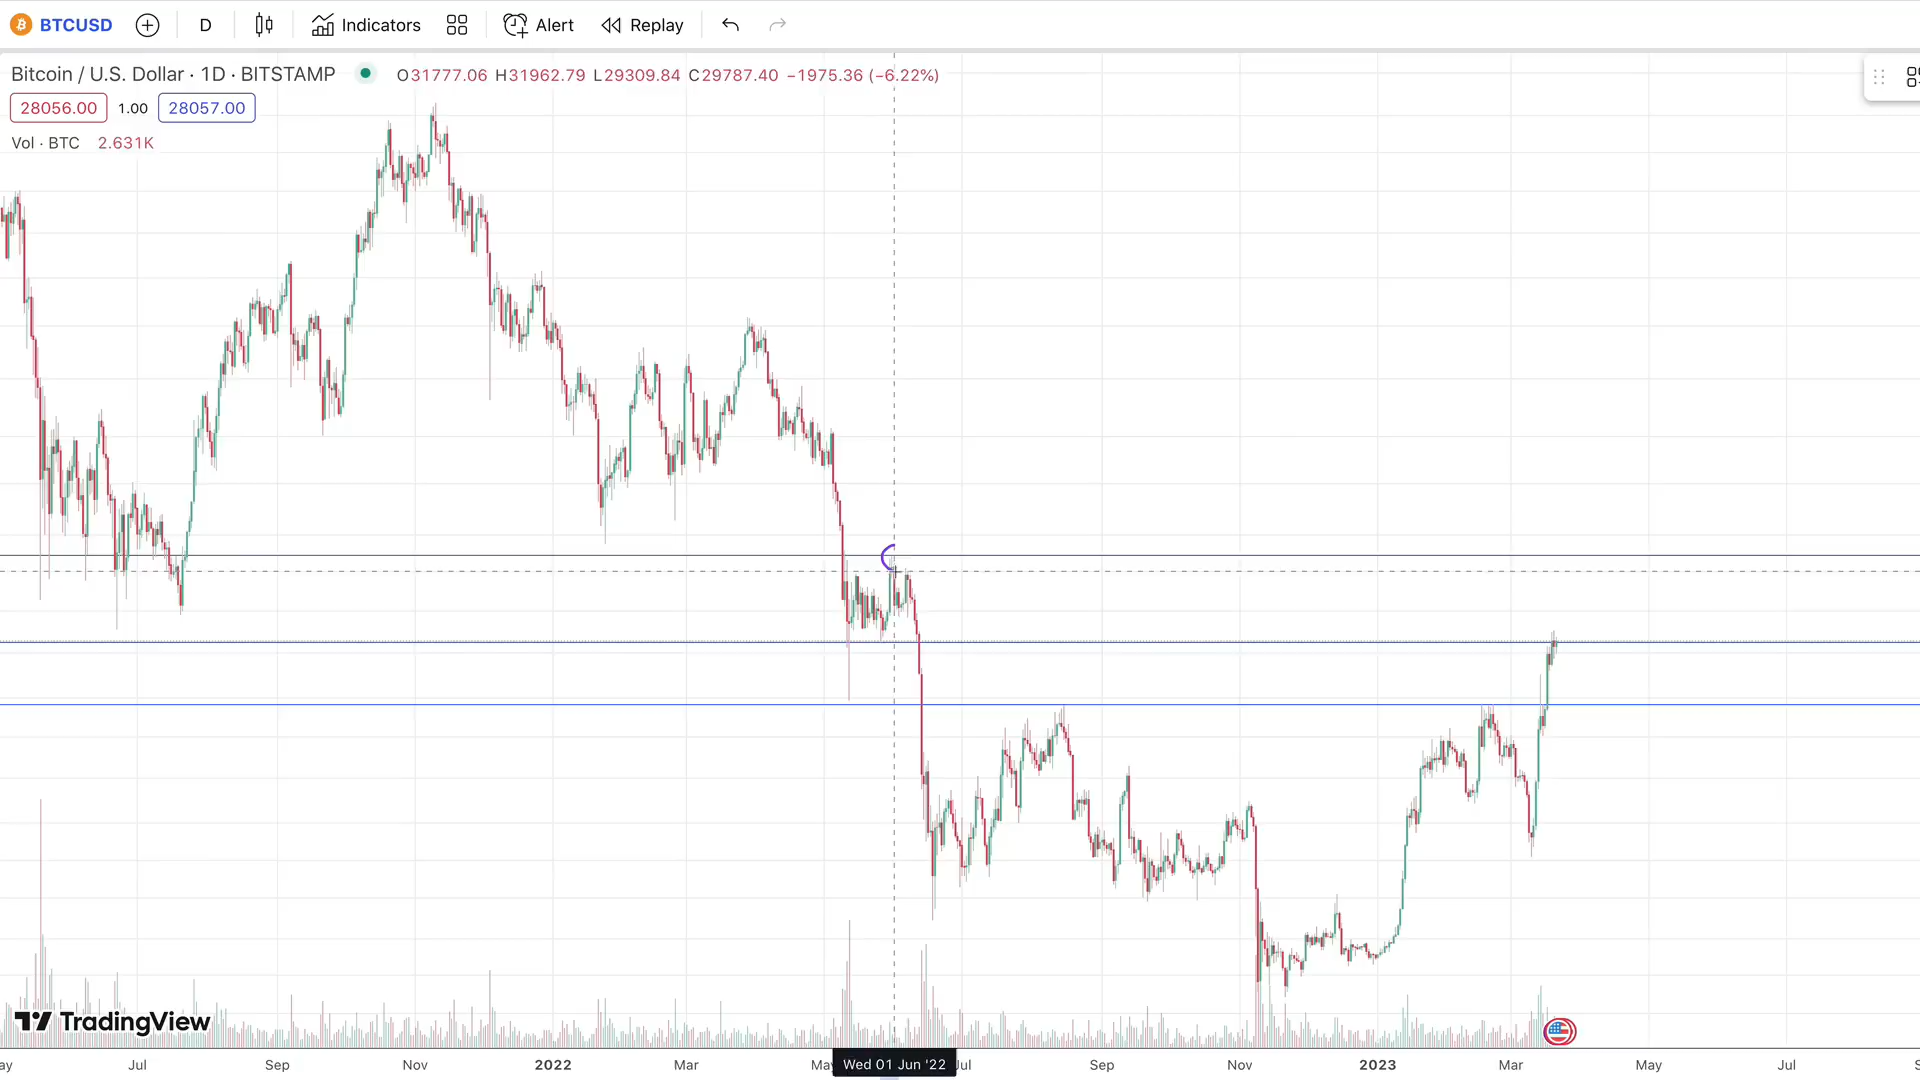 BTCUSD D Indicators Alert Replay
Bitcoin / U.S. Dollar · 1D · BITSTAMP O31777.06 H31962.79 L29309.84 C29787.40 −1975.36 (−6.22%)
28056.00 1.00 28057.00
Vol · BTC 2.631K
TradingView
ay Jul Sep Nov 2022 Mar May Wed 01 Jun '22 Jul Sep Nov 2023 Mar May Jul S